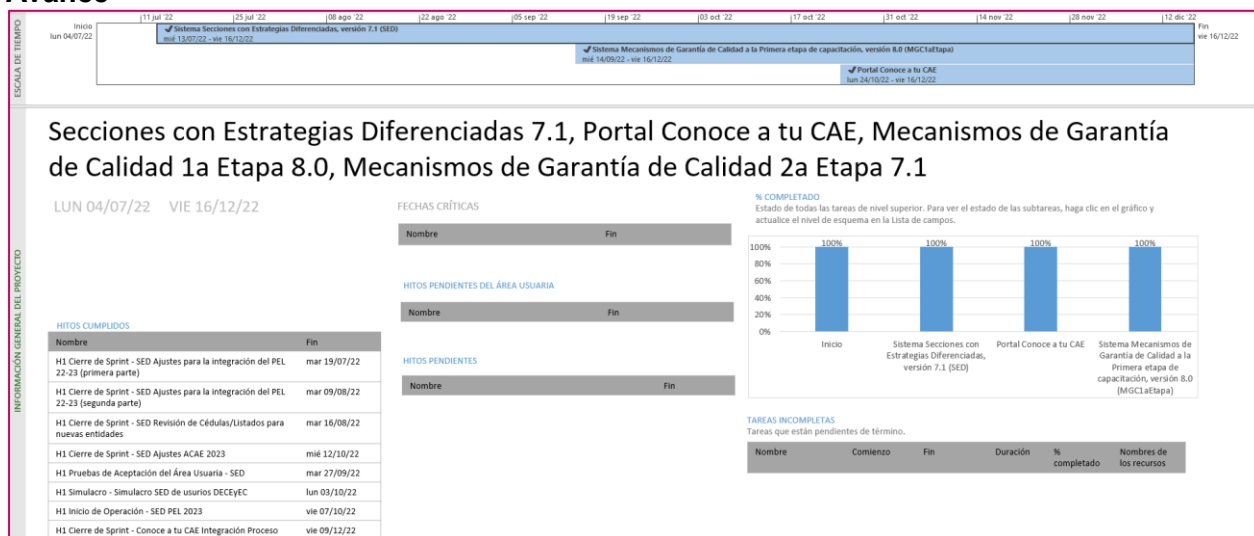 Avance
ESCALA DE TIEMPO
Inicio
lun 04/07/22
11 jul '22
25 jul '22
08 ago '22
22 ago '22
05 sep '22
19 sep '22
03 oct '22
17 oct '22
31 oct '22
14 nov '22
28 nov '22
12 dic '22
Fin
vie 16/12/22
Sistema Secciones con Estrategias Diferenciadas, versión 7.1 (SED)
mié 13/07/22 - vie 16/12/22
Sistema Mecanismos de Garantía de Calidad a la Primera etapa de capacitación, versión 8.0 (MGC1aEtapa)
mié 14/09/22 - vie 16/12/22
Portal Conoce a tu CAE
lun 24/10/22 - vie 16/12/22
INFORMACIÓN GENERAL DEL PROYECTO
Secciones con Estrategias Diferenciadas 7.1, Portal Conoce a tu CAE, Mecanismos de Garantía
de Calidad 1a Etapa 8.0, Mecanismos de Garantía de Calidad 2a Etapa 7.1
LUN 04/07/22 VIE 16/12/22
HITOS CUMPLIDOS
Nombre Fin
H1 Cierre de Sprint - SED Ajustes para la integración del PEL mar 19/07/22
22-23 (primera parte)
H1 Cierre de Sprint - SED Ajustes para la integración del PEL mar 09/08/22
22-23 (segunda parte)
H1 Cierre de Sprint - SED Revisión de Cédulas/Listados para mar 16/08/22
nuevas entidades
H1 Cierre de Sprint - SED Ajustes ACAE 2023 mié 12/10/22
H1 Pruebas de Aceptación del Área Usuaria - SED mar 27/09/22
H1 Simulacro - Simulacro SED de usurios DECEyEC lun 03/10/22
H1 Inicio de Operación - SED PEL 2023 vie 07/10/22
H1 Cierre de Sprint - Conoce a tu CAE Integración Proceso vie 09/12/22
FECHAS CRÍTICAS
Nombre Fin
HITOS PENDIENTES DEL ÁREA USUARIA
Nombre Fin
HITOS PENDIENTES
Nombre Fin
% COMPLETADO
Estado de todas las tareas de nivel superior. Para ver el estado de las subtareas, haga clic en el gráfico y
actualice el nivel de esquema en la Lista de campos.
100%
80%
60%
40%
20%
0%
100% 100% 100% 100%
Inicio
Sistema Secciones con
Estrategias Diferenciadas,
versión 7.1 (SED)
Portal Conoce a tu CAE
Sistema Mecanismos de
Garantía de Calidad a la
Primera etapa de
capacitación, versión 8.0
(MGC1aEtapa)
TAREAS INCOMPLETAS
Tareas que están pendientes de término.
Nombre Comienzo Fin Duración % Nombres de
completado los recursos